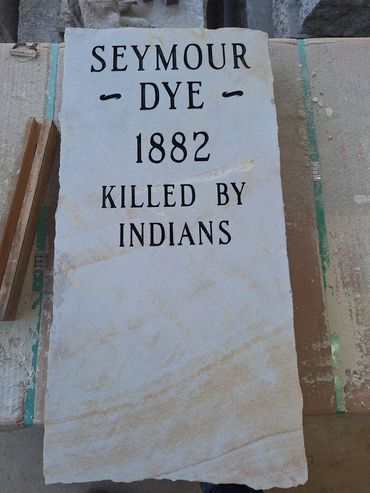 SEYMOUR
- DYE -
1882
KILLED BY
INDIANS